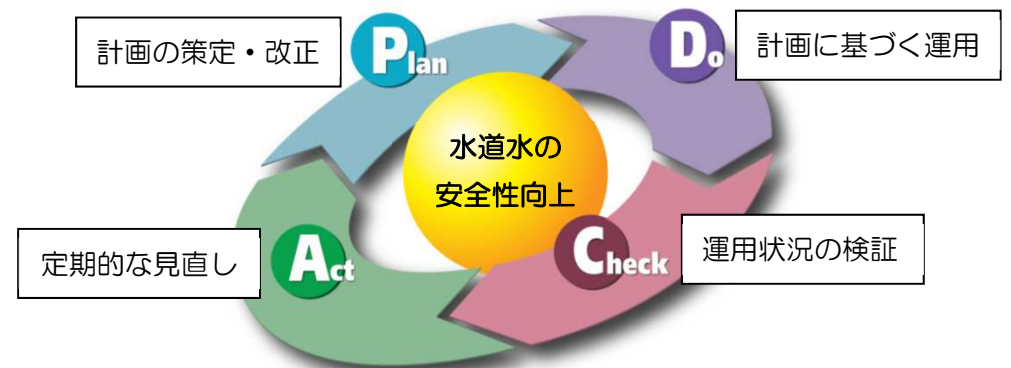 計画の策定・改正
Plan
Do
計画に基づく運用
水道水の
安全性向上
定期的な見直し
Act
Check
運用状況の検証